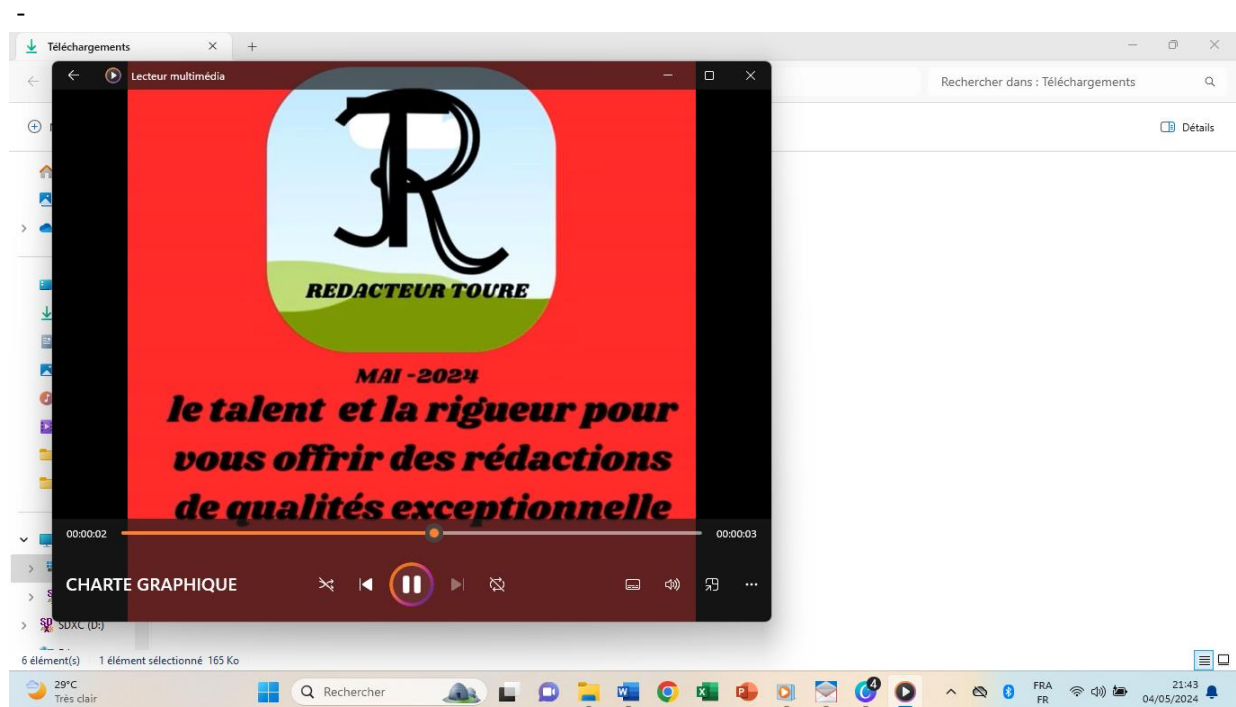 -
Téléchargements
Lecteur multimédia
Rechercher dans : Téléchargements
Détails
JR
REDACTEUR TOURE
MAI -2024
le talent et la rigueur pour
vous offrir des rédactions
de qualités exceptionnelle
00:00:02
00:00:03
CHARTE GRAPHIQUE
SDXC (D:)
6 élément(s)
1 élément sélectionné 165 Ko
29°C
Très clair
Rechercher
4
FRA
FR
21:43
04/05/2024